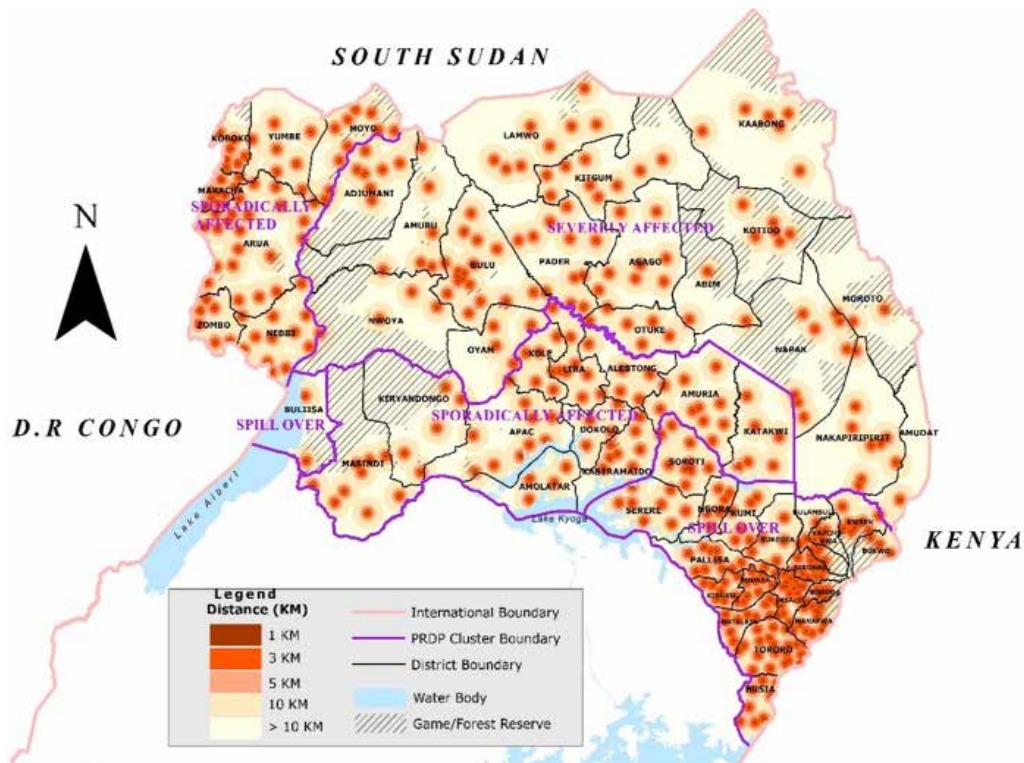 SOUTH SUDAN
KOBOKO
YUMBE
MOYO
LAMWO
KAABONG
KITGUM
MARACHA
ADJUMANI
SPORADICALLY
AFFECTED
N
AMURU
SEVERELY AFFECTED
KOTIDO
ARUA
GULU
PADER
AGAGO
ABIM
MOROTO
ZOMBO
NEBBI
NWOYA
OTUKE
NAPAK
OYAM
KOLE
LIRA
ALEBTONG
BULIISA
KIRYANDONGO
AMURIA
D.R CONGO
SPILL OVER
SPORADICALLY AFFECTED
APAC
DOKOLO
KATAKWI
NAKAPIRIPIRIT
AMUDAT
MASINDI
KABERAMAIDO
SOROTI
AMOLATAR
Lake Albert
Lake Kyoga
SERERE
NGORA
KUMI
SPILL OVER
BUKWO
KENYA
PALLISA
TORORO
BUSIA
Legend
Distance (KM)
1 KM
3 KM
5 KM
10 KM
> 10 KM
International Boundary
PRDP Cluster Boundary
District Boundary
Water Body
Game/Forest Reserve